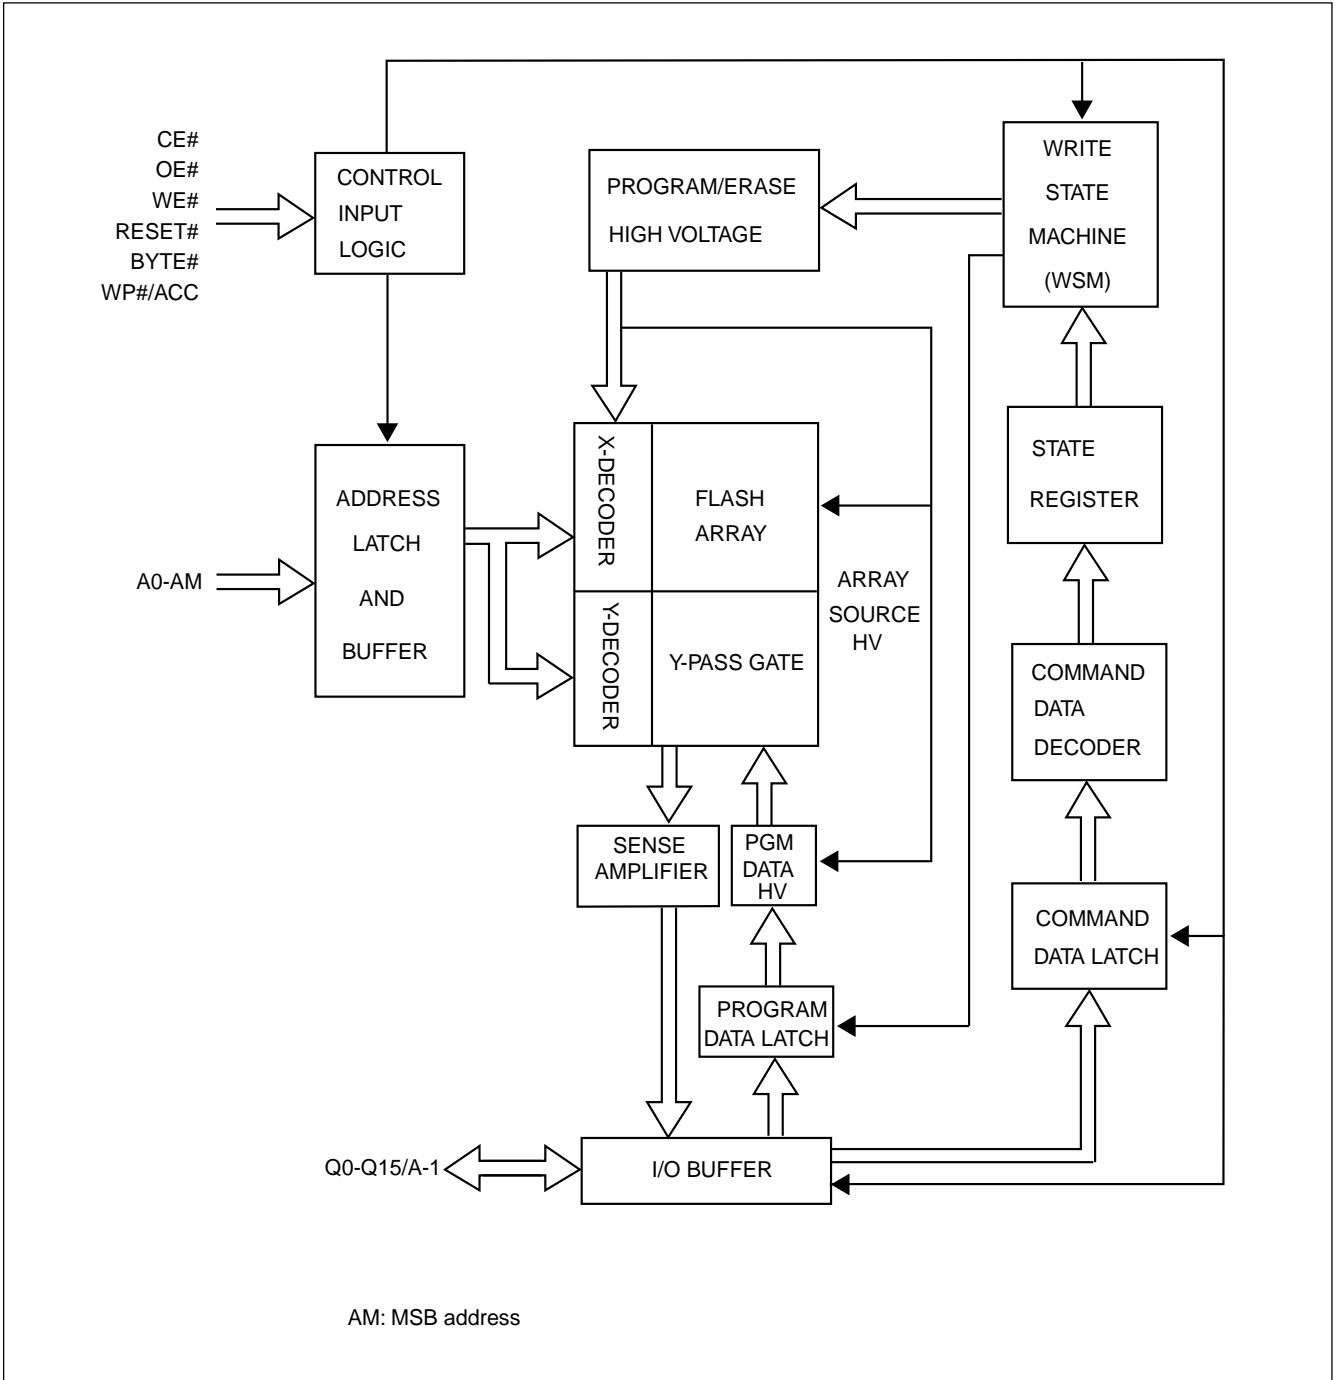 CE#
OE#
WE#
RESET#
BYTE#
WP#/ACC
CONTROL
INPUT
LOGIC
PROGRAM/ERASE
HIGH VOLTAGE
WRITE
STATE
MACHINE
(WSM)
A0-AM
ADDRESS
LATCH
AND
BUFFER
X-DECODER
FLASH
ARRAY
Y-DECODER
Y-PASS GATE
ARRAY
SOURCE
HV
STATE
REGISTER
COMMAND
DATA
DECODER
SENSE
AMPLIFIER
PGM
DATA
HV
COMMAND
DATA LATCH
PROGRAM
DATA LATCH
Q0-Q15/A-1
I/O BUFFER
AM: MSB address